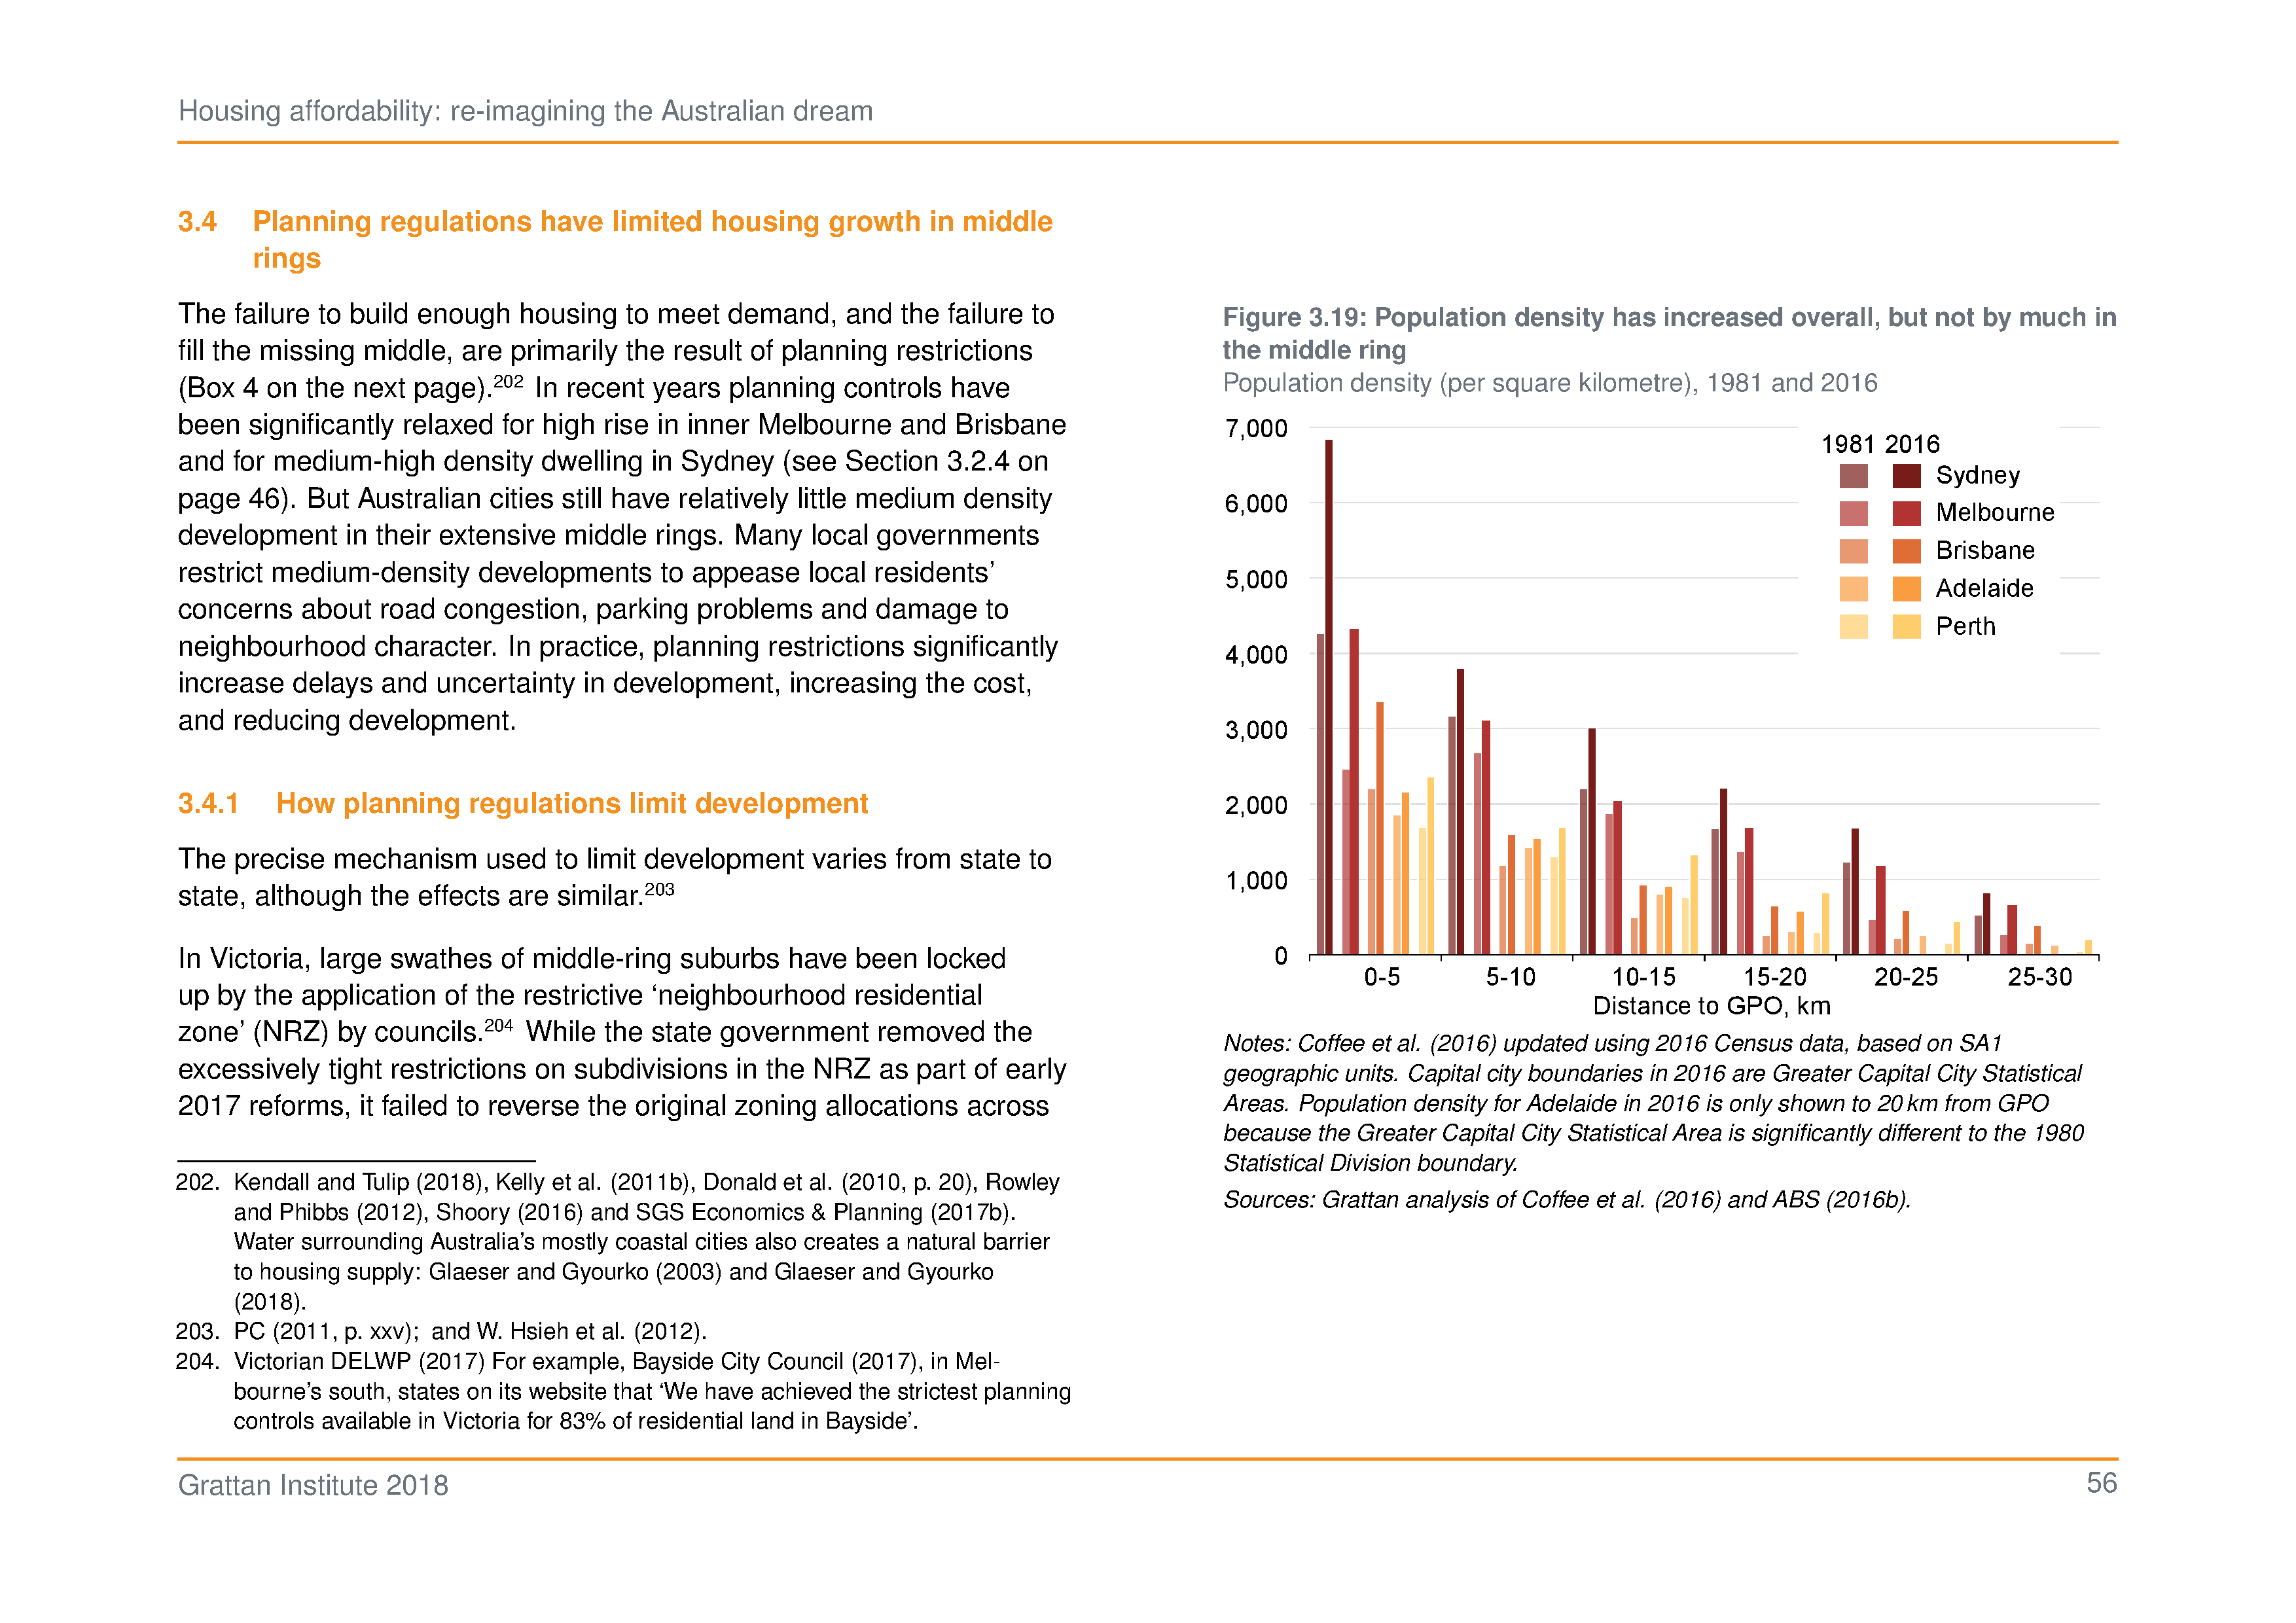 Housing affordability: re-imagining the Australian dream
3.4 Planning regulations have limited housing growth in middle
rings
The failure to build enough housing to meet demand, and the failure to
fill the missing middle, are primarily the result of planning restrictions
(Box 4 on the next page).202 In recent years planning controls have
been significantly relaxed for high rise in inner Melbourne and Brisbane
and for medium-high density dwelling in Sydney (see Section 3.2.4 on
page 46). But Australian cities still have relatively little medium density
development in their extensive middle rings. Many local governments
restrict medium-density developments to appease local residents’
concerns about road congestion, parking problems and damage to
neighbourhood character. In practice, planning restrictions significantly
increase delays and uncertainty in development, increasing the cost,
and reducing development.
3.4.1 How planning regulations limit development
The precise mechanism used to limit development varies from state to
state, although the effects are similar.203
In Victoria, large swathes of middle-ring suburbs have been locked
up by the application of the restrictive ‘neighbourhood residential
zone’ (NRZ) by councils.204 While the state government removed the
excessively tight restrictions on subdivisions in the NRZ as part of early
2017 reforms, it failed to reverse the original zoning allocations across
202. Kendall and Tulip (2018), Kelly et al. (2011b), Donald et al. (2010, p. 20), Rowley
and Phibbs (2012), Shoory (2016) and SGS Economics & Planning (2017b).
Water surrounding Australia’s mostly coastal cities also creates a natural barrier
to housing supply: Glaeser and Gyourko (2003) and Glaeser and Gyourko
(2018).
203. PC (2011, p. xxv); and W. Hsieh et al. (2012).
204. Victorian DELWP (2017) For example, Bayside City Council (2017), in Mel-
bourne’s south, states on its website that ‘We have achieved the strictest planning
controls available in Victoria for 83% of residential land in Bayside’.
Figure 3.19: Population density has increased overall, but not by much in
the middle ring
Population density (per square kilometre), 1981 and 2016
7,000
6,000
5,000
4,000
3,000
2,000
1,000
0
1981 2016
Sydney
Melbourne
Brisbane
Adelaide
Perth
0-5 5-10 10-15 15-20 20-25 25-30
Distance to GPO, km
Notes: Coffee et al. (2016) updated using 2016 Census data, based on SA1
geographic units. Capital city boundaries in 2016 are Greater Capital City Statistical
Areas. Population density for Adelaide in 2016 is only shown to 20 km from GPO
because the Greater Capital City Statistical Area is significantly different to the 1980
Statistical Division boundary.
Sources: Grattan analysis of Coffee et al. (2016) and ABS (2016b).
Grattan Institute 2018
56